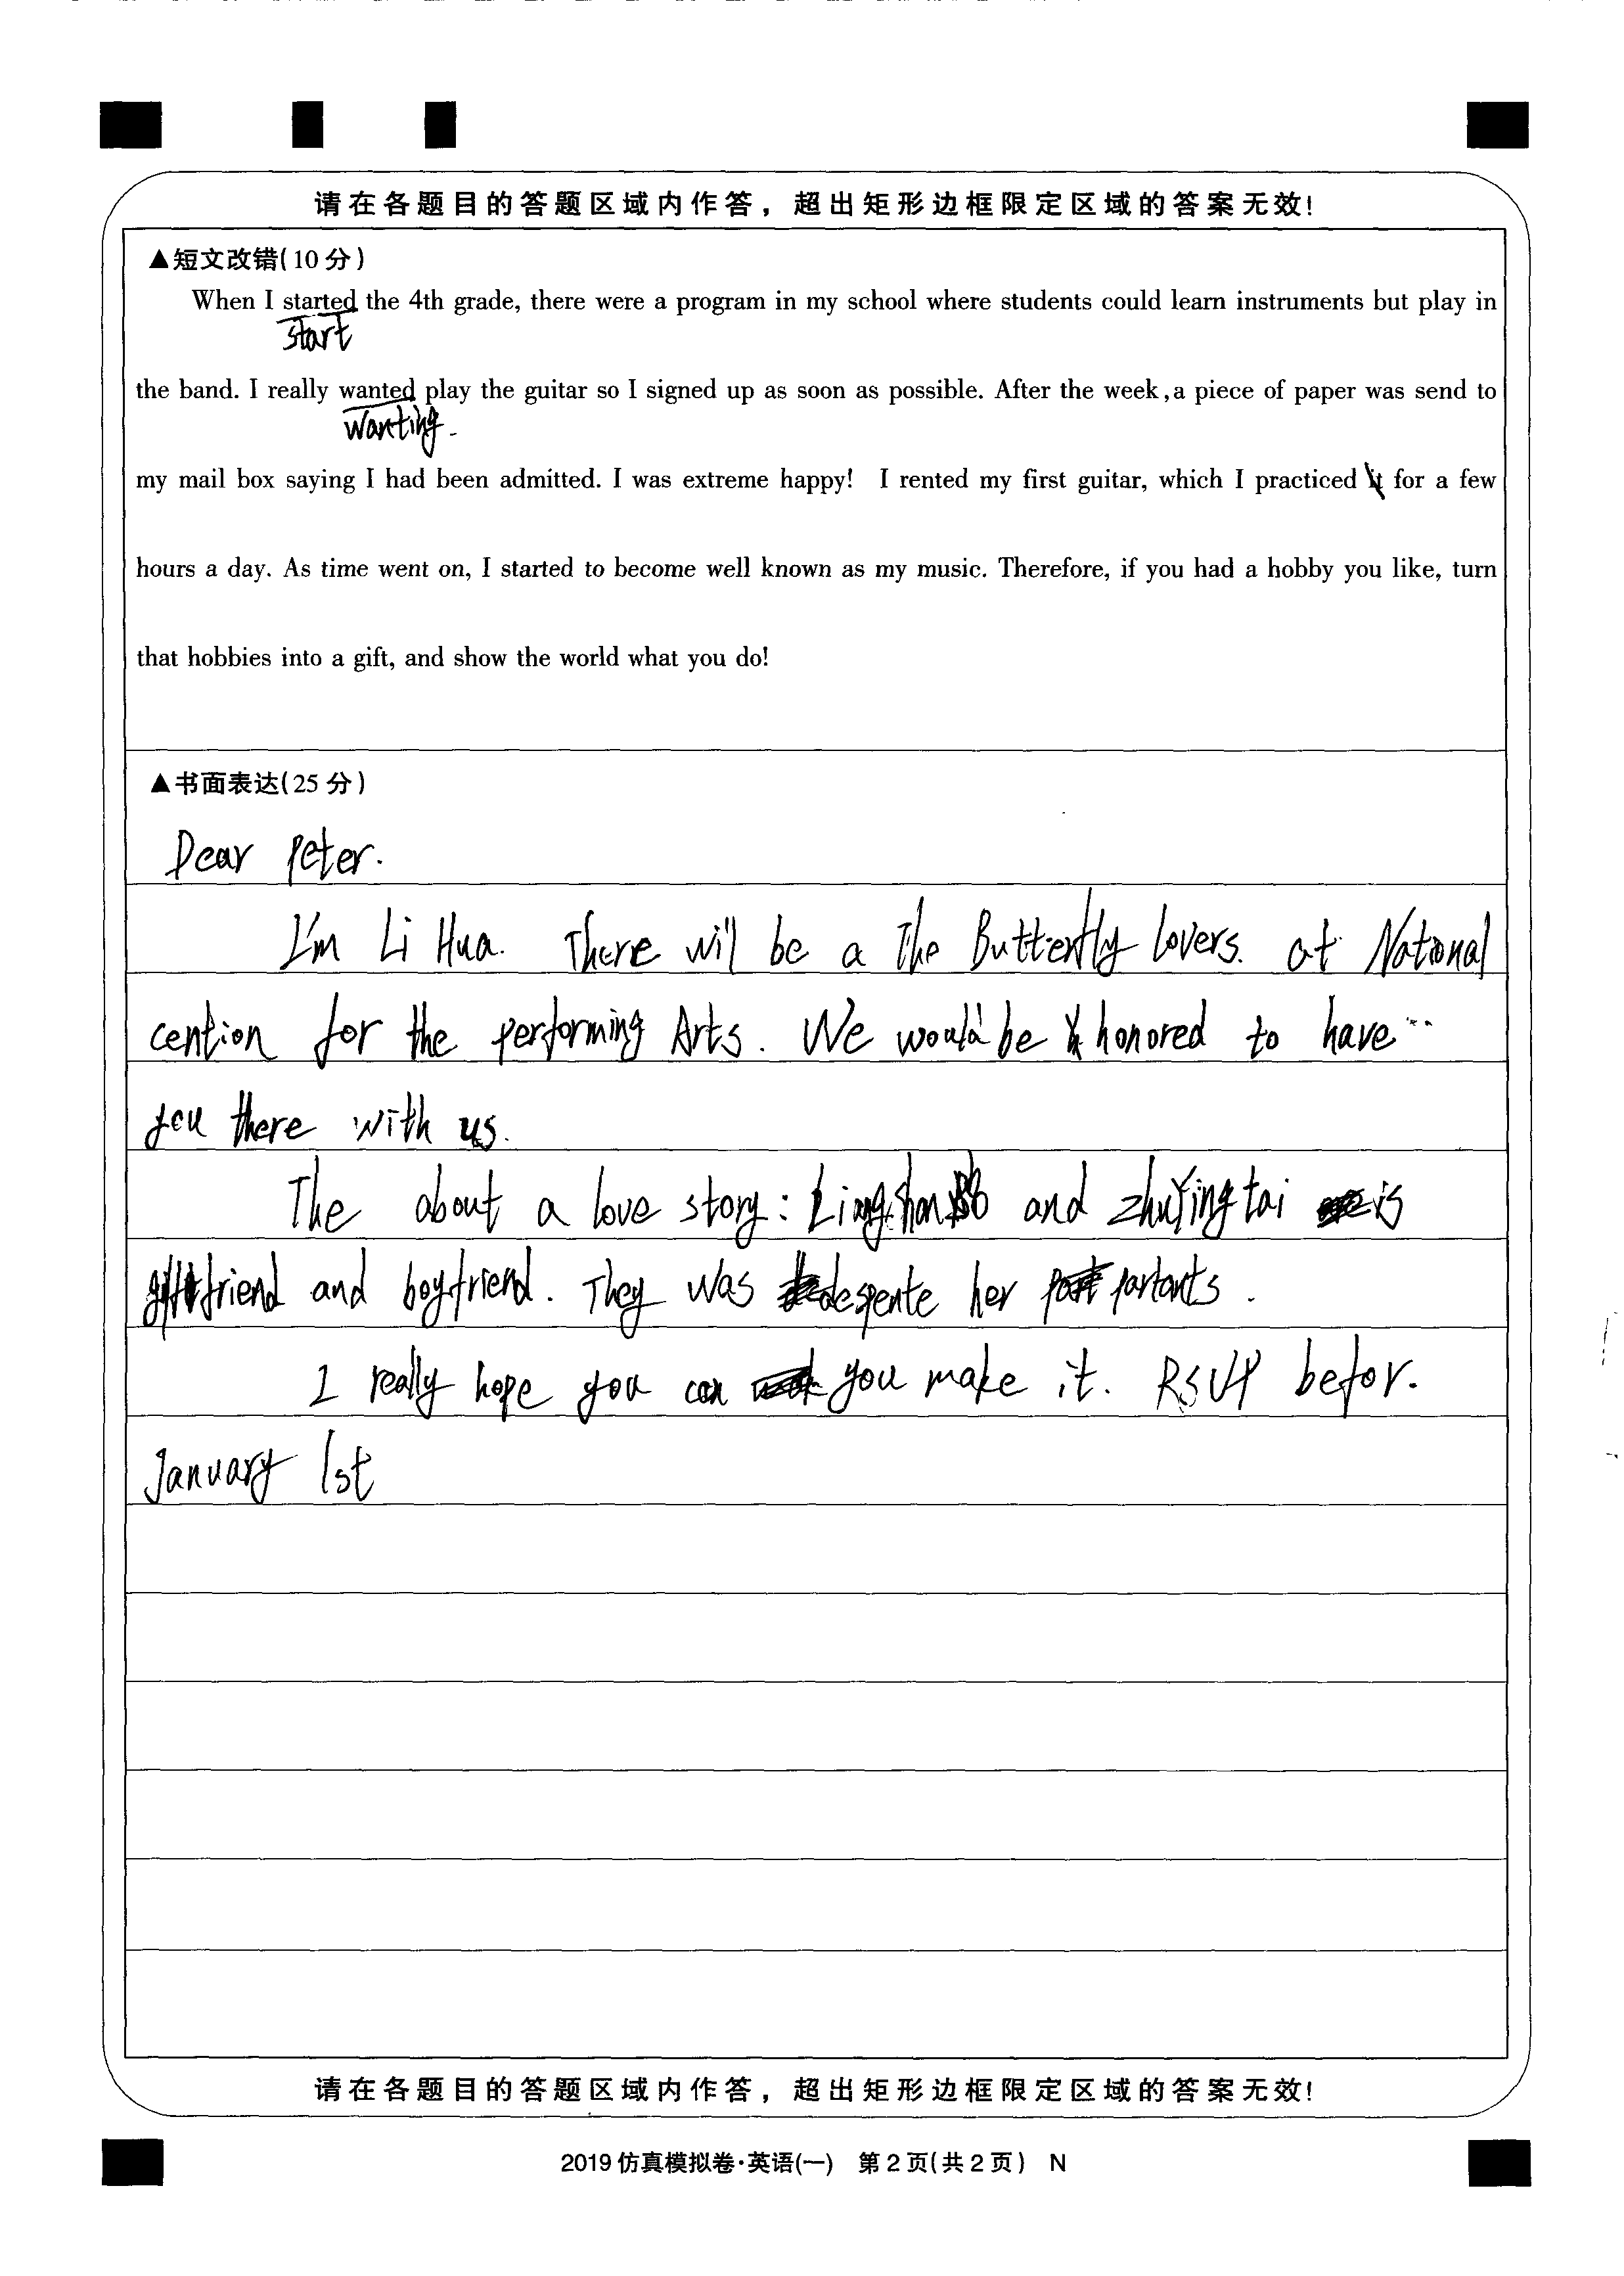 请在各题目的答题区域内作答，超出矩形边框限定区域的答案无效！
▲短文改错(10分)
When I started the 4th grade, there were a program in my school where students could learn instruments but play in
start
the band. I really wanted play the guitar so I signed up as soon as possible. After the week,a piece of paper was send to
wanting.
my mail box saying I had been admitted. I was extreme happy! I rented my first guitar, which I practiced it for a few
hours a day. As time went on, I started to become well known as my music. Therefore, if you had a hobby you like, turn
that hobbies into a gift, and show the world what you do!
▲书面表达(25分)
Dear Peter.
I'm Li Hua. There will be a The Butterfly lovers. at National
cention for the performing Arts. We would be honored to have
you there with us.
The about a love story: and zhuYingtai is
and boyfriend. They was despente her partants.
I really hope you can you make it. RSVP befor.
January 1st
请在各题目的答题区域内作答，超出矩形边框限定区域的答案无效！
2019仿真模拟卷·英语(一) 第2页(共2页) N